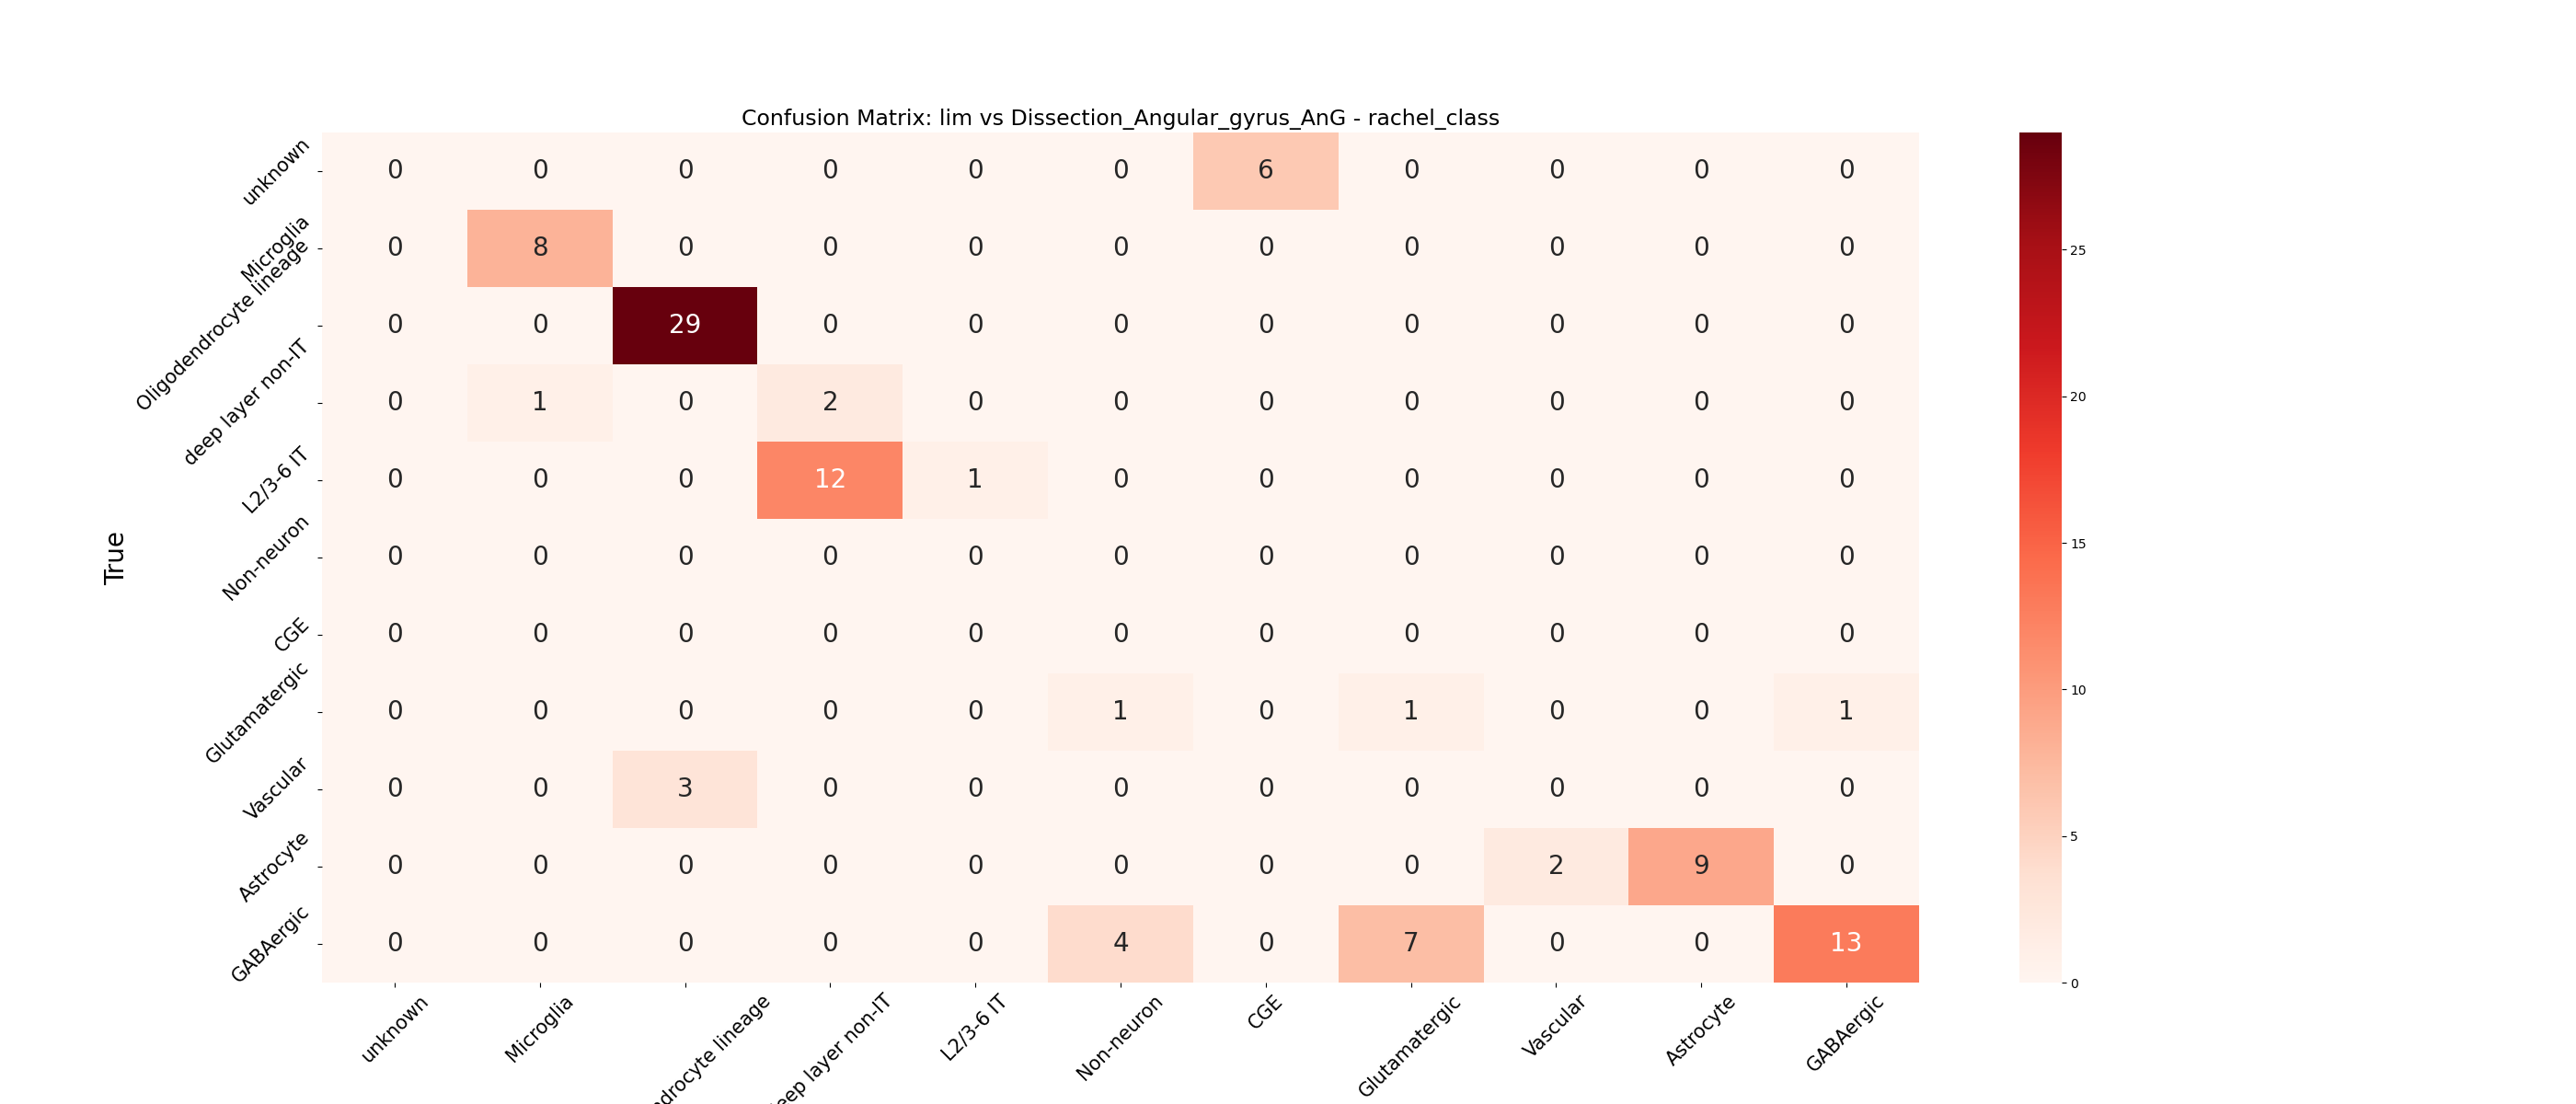 Confusion Matrix: lim vs Dissection_Angular_gyrus_AnG - rachel_class
True
unknown 0 0 0 0 0 0 6 0 0 0 0
Microglia 0 8 0 0 0 0 0 0 0 0 0
Oligodendrocyte lineage 0 0 29 0 0 0 0 0 0 0 0
deep layer non-IT 0 1 0 2 0 0 0 0 0 0 0
L2/3-6 IT 0 0 0 12 1 0 0 0 0 0 0
Non-neuron 0 0 0 0 0 0 0 0 0 0 0
CGE 0 0 0 0 0 0 0 0 0 0 0
Glutamatergic 0 0 0 0 0 1 0 1 0 0 1
Vascular 0 0 3 0 0 0 0 0 0 0 0
Astrocyte 0 0 0 0 0 0 0 0 2 9 0
GABAergic 0 0 0 0 0 4 0 7 0 0 13
unknown Microglia drocyte lineage eep layer non-IT L2/3-6 IT Non-neuron CGE Glutamatergic Vascular Astrocyte GABAergic
25
20
15
10
5
0